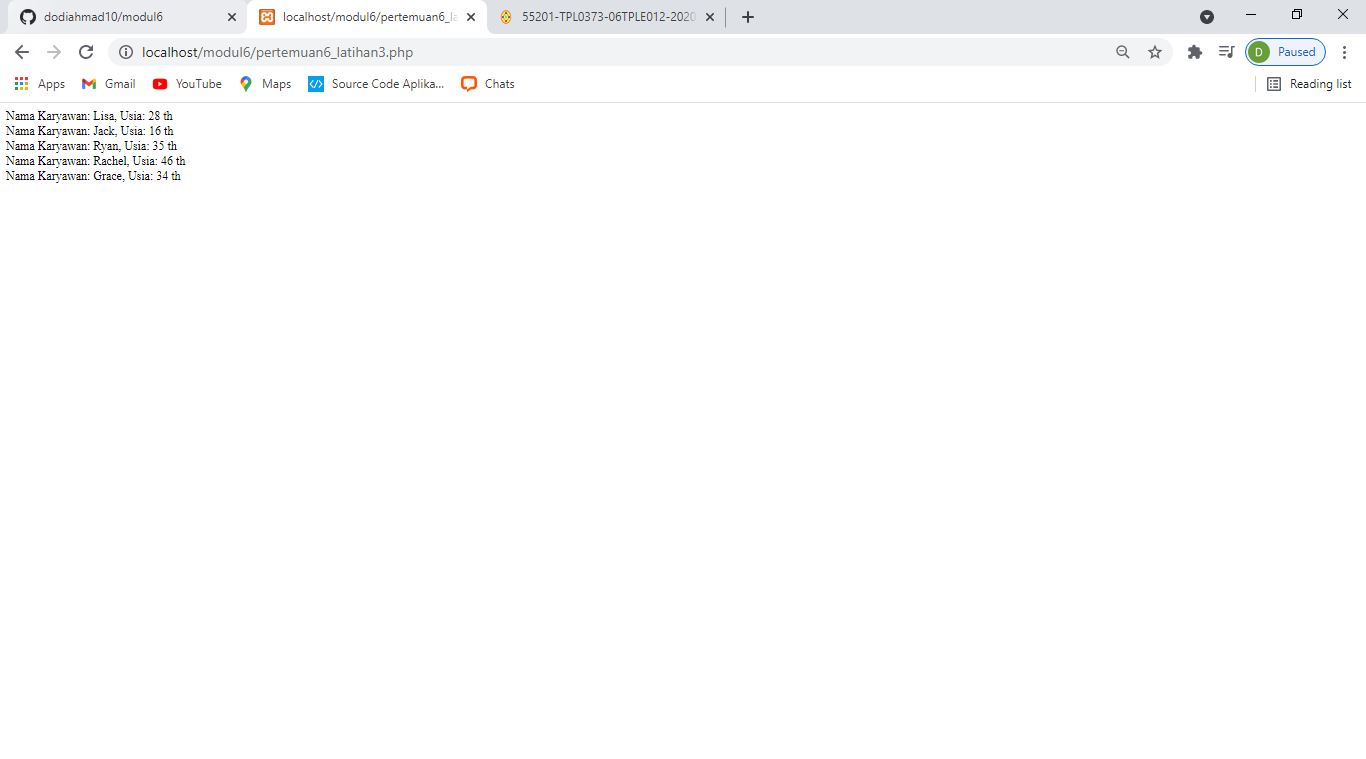 dodiahmad10/modul6
localhost/modul6/pertemuan6_la
55201-TPL0373-06TPLE012-2020
localhost/modul6/pertemuan6_latihan3.php
D
Paused
Apps
Gmail
YouTube
Maps
Source Code Aplika...
Chats
Reading list
Nama Karyawan: Lisa, Usia: 28 th
Nama Karyawan: Jack, Usia: 16 th
Nama Karyawan: Ryan, Usia: 35 th
Nama Karyawan: Rachel, Usia: 46 th
Nama Karyawan: Grace, Usia: 34 th